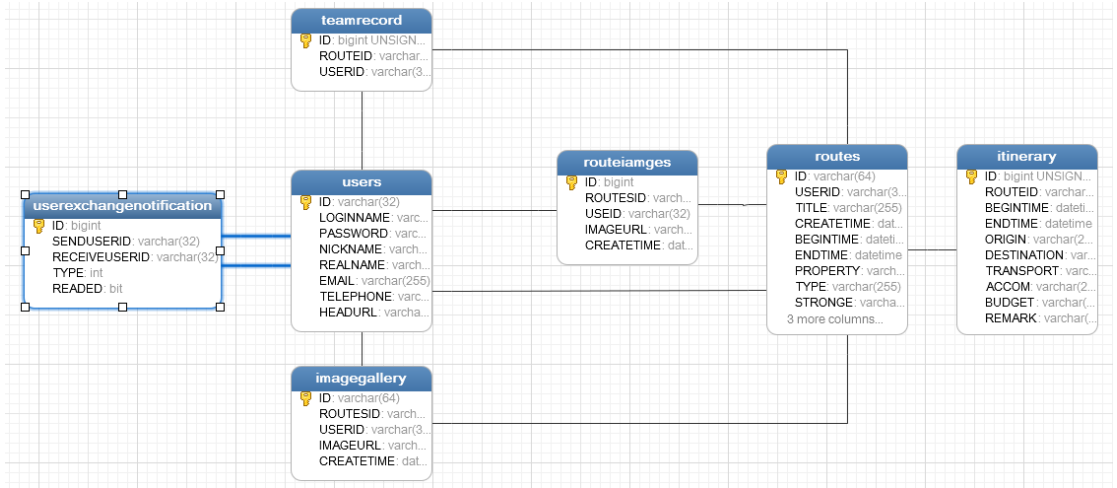 teamrecord
ID: bigint UNSIGN...
ROUTEID: varchar...
USERID: varchar(3...
userexchangenotification
ID: bigint
SENDUSERID: varchar(32)
RECEIVEUSERID: varchar(32)
TYPE: int
READED: bit
users
ID: varchar(32)
LOGINNAME: varc...
PASSWORD: varc...
NICKNAME: varch...
REALNAME: varch...
EMAIL: varchar(255)
TELEPHONE: varc...
HEADURL: varcha...
imagegallery
ID: varchar(64)
ROUTESID: varch...
USERID: varchar(3...
IMAGEURL: varch...
CREATETIME: dat...
routeiamges
ID: bigint
ROUTESID: varch...
USEID: varchar(32)
IMAGEURL: varch...
CREATETIME: dat...
routes
ID: varchar(64)
USERID: varchar(3...
TITLE: varchar(255)
CREATETIME: dat...
BEGINTIME: dateti...
ENDTIME: datetime
PROPERTY: varch...
TYPE: varchar(255)
STRONGE: varcha...
3 more columns...
itinerary
ID: bigint UNSIGN...
ROUTEID: varchar...
BEGINTIME: dateti...
ENDTIME: datetime
ORIGIN: varchar(2...
DESTINATION: var...
TRANSPORT: varc...
ACCOM: varchar(2...
BUDGET: varchar(...
REMARK: varchar(...